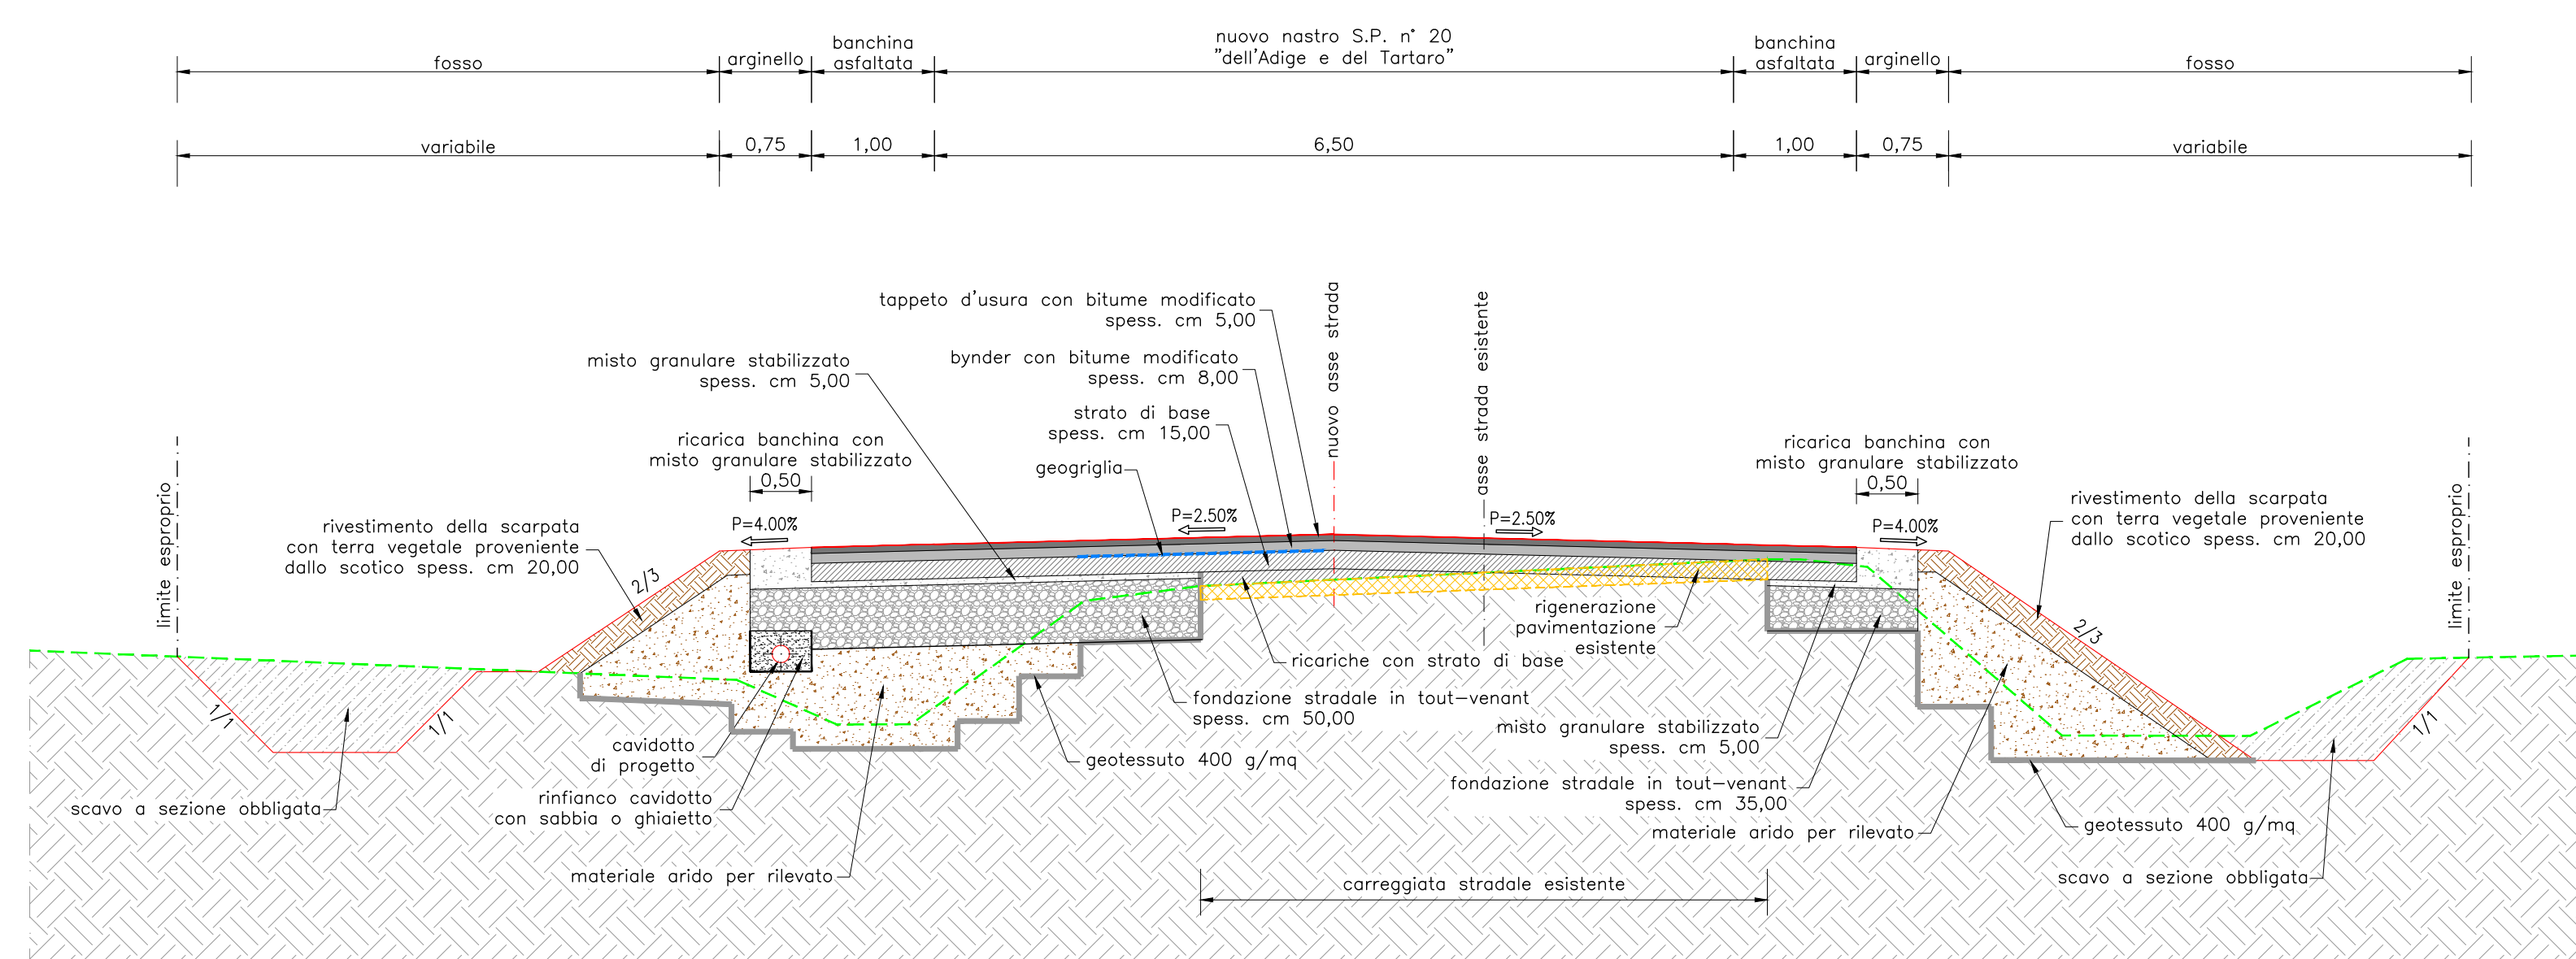 nuovo nastro S.P. n° 20
"dell'Adige e del Tartaro"
fosso
arginello
banchina
asfaltata
banchina
asfaltata
arginello
fosso
variabile
0,75
1,00
6,50
1,00
0,75
variabile
tappeto d'usura con bitume modificato
spess. cm 5,00
misto granulare stabilizzato
spess. cm 5,00
bynder con bitume modificato
spess. cm 8,00
strato di base
spess. cm 15,00
geogriglia
nuovo asse strada
asse strada esistente
ricarica banchina con
misto granulare stabilizzato
0,50
ricarica banchina con
misto granulare stabilizzato
0,50
limite esproprio
rivestimento della scarpata
con terra vegetale proveniente
dallo scotico spess. cm 20,00
P=4.00%
P=2.50%
P=2.50%
P=4.00%
rivestimento della scarpata
con terra vegetale proveniente
dallo scotico spess. cm 20,00
limite esproprio
2/3
2/3
1/1
1/1
1/1
rigenerazione
pavimentazione
esistente
ricariche con strato di base
fondazione stradale in tout-venant
spess. cm 50,00
misto granulare stabilizzato
spess. cm 5,00
cavidotto
di progetto
geotessuto 400 g/mq
fondazione stradale in tout-venant
spess. cm 35,00
scavo a sezione obbligata
rinfianco cavidotto
con sabbia o ghiaietto
materiale arido per rilevato
geotessuto 400 g/mq
materiale arido per rilevato
carreggiata stradale esistente
scavo a sezione obbligata